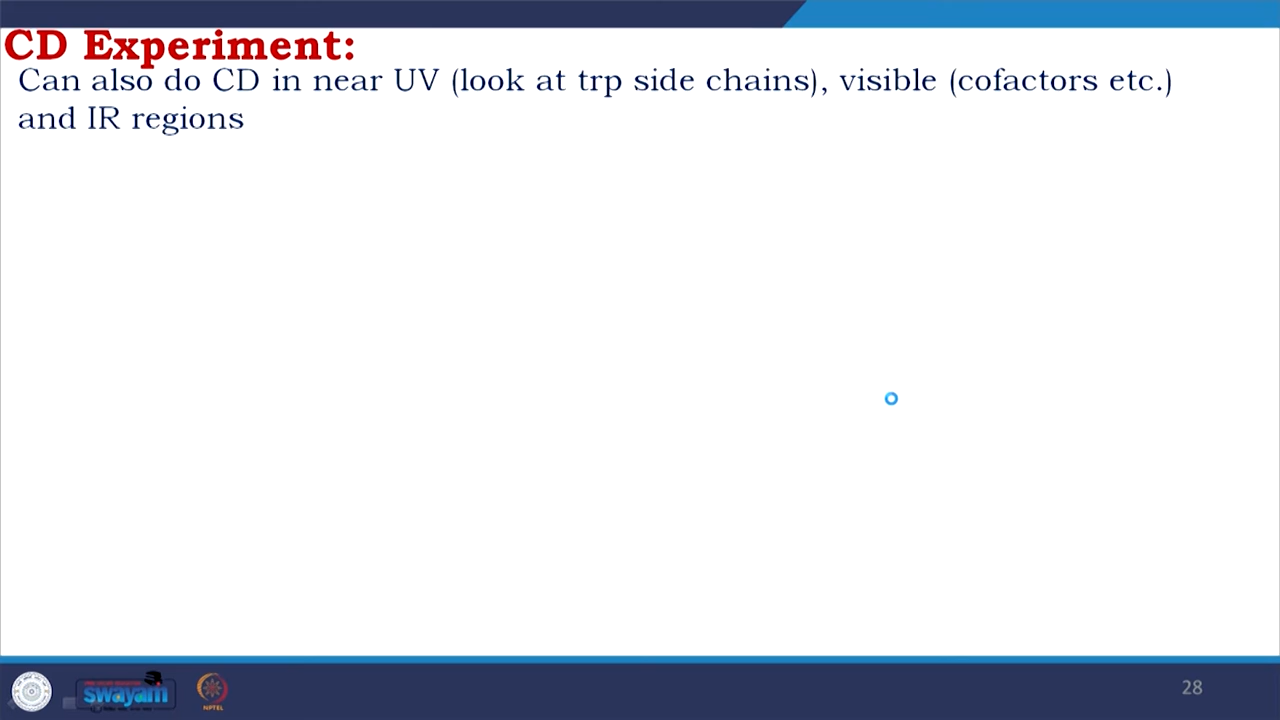 CD Experiment:
Can also do CD in near UV (look at trp side chains), visible (cofactors etc.)
and IR regions
swayam
NPTEL
28